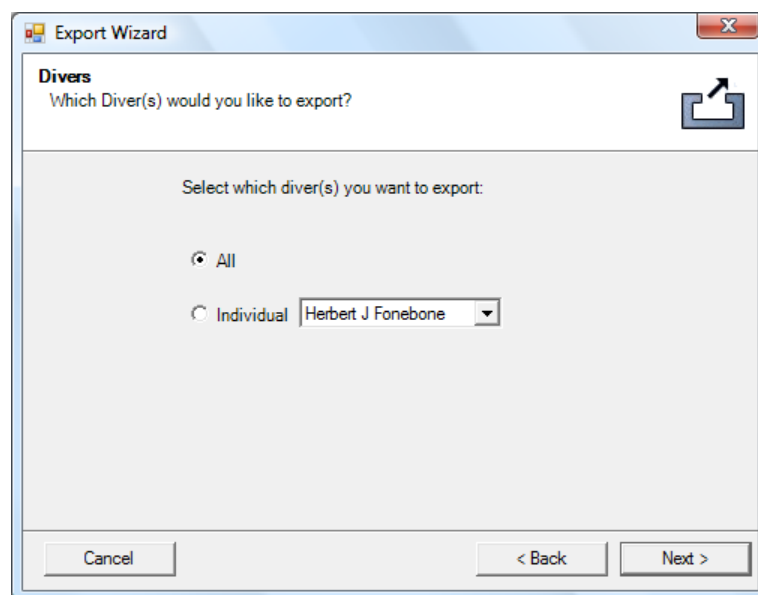 Export Wizard
Divers
Which Diver(s) would you like to export?
Select which diver(s) you want to export:
All
Individual Herbert J Fonebone
Cancel < Back Next >